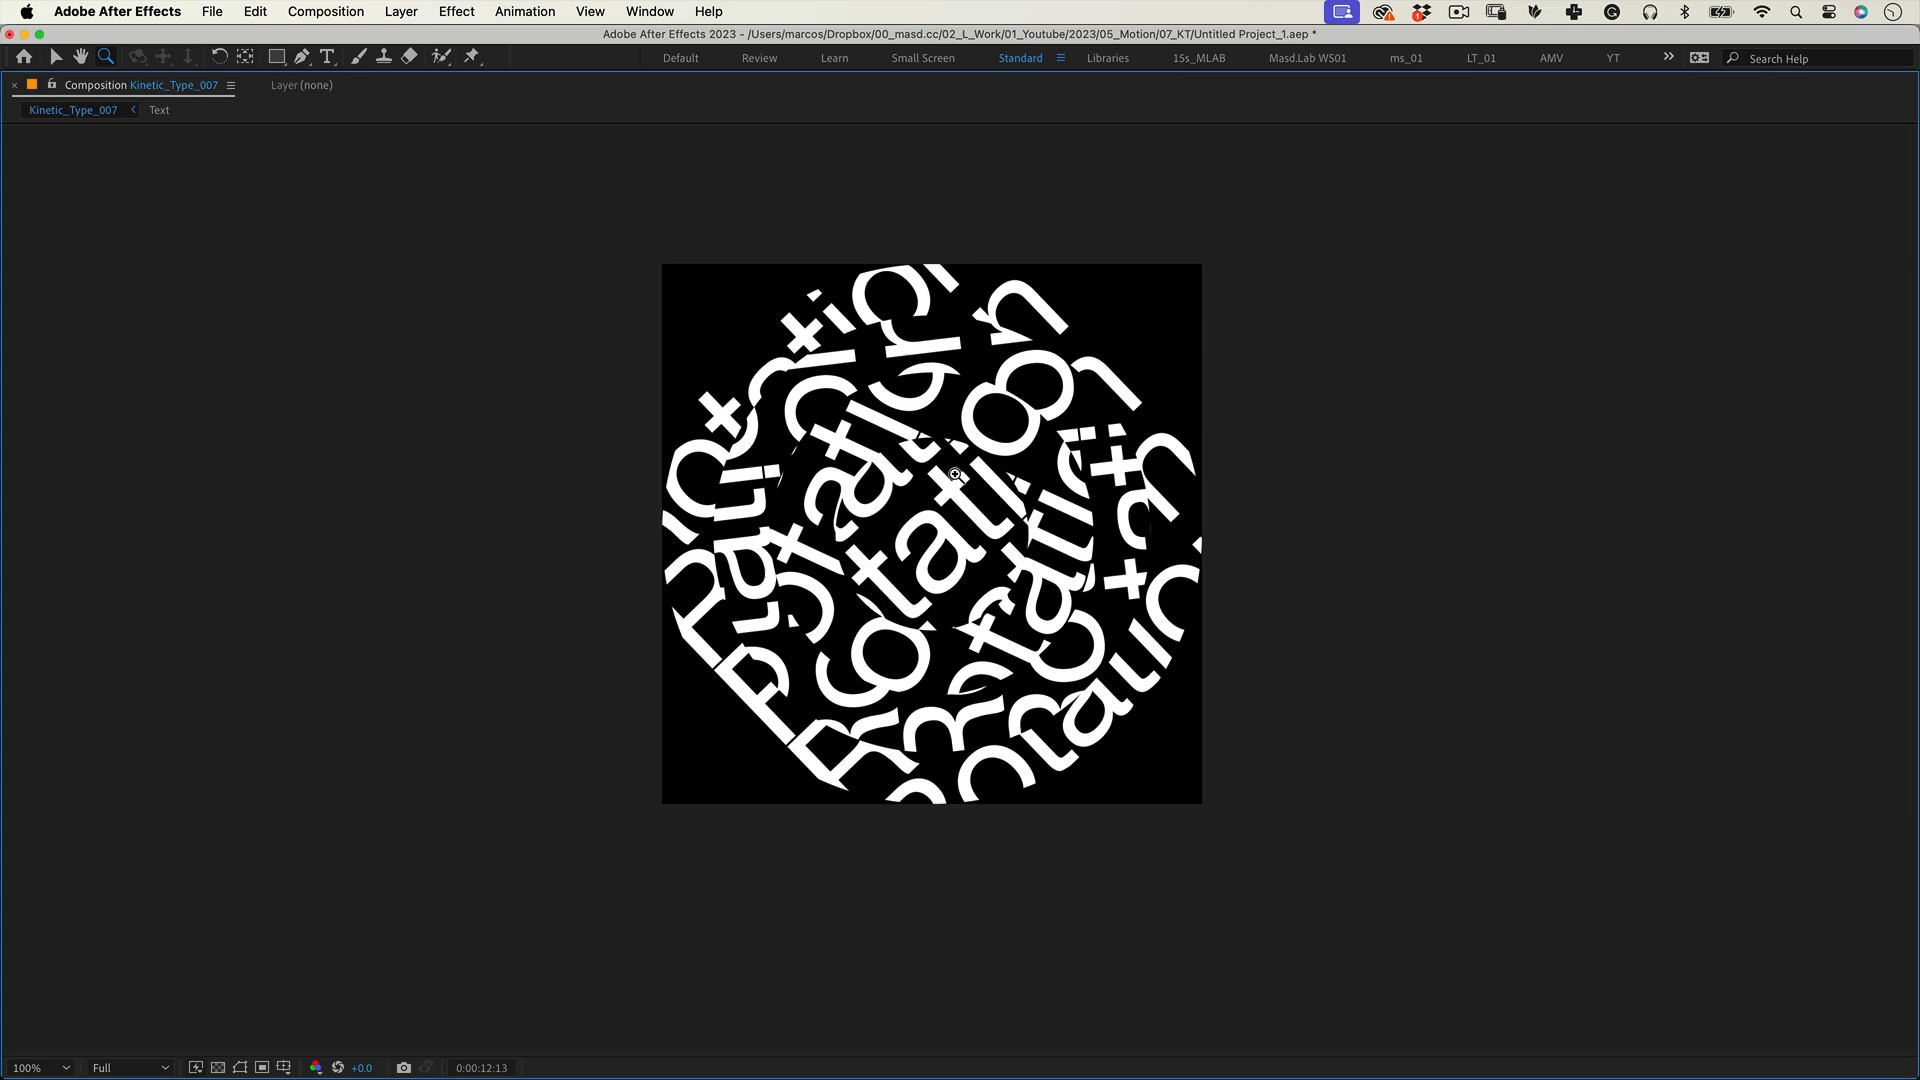 Adobe After Effects File Edit Composition Layer Effect Animation View Window Help
Adobe After Effects 2023 - /Users/marcos/Dropbox/00_masd.cc/02_L_Work/01_Youtube/2023/05_Motion/07_KT/Untitled Project_1.aep *
Default Review Learn Small Screen Standard Libraries 15s_MLAB Masd.Lab WS01 ms_01 LT_01 AMV YT Search Help
Composition Kinetic_Type_007 Layer (none)
Kinetic_Type_007 Text
100% Full +0.0 0:00:12:13